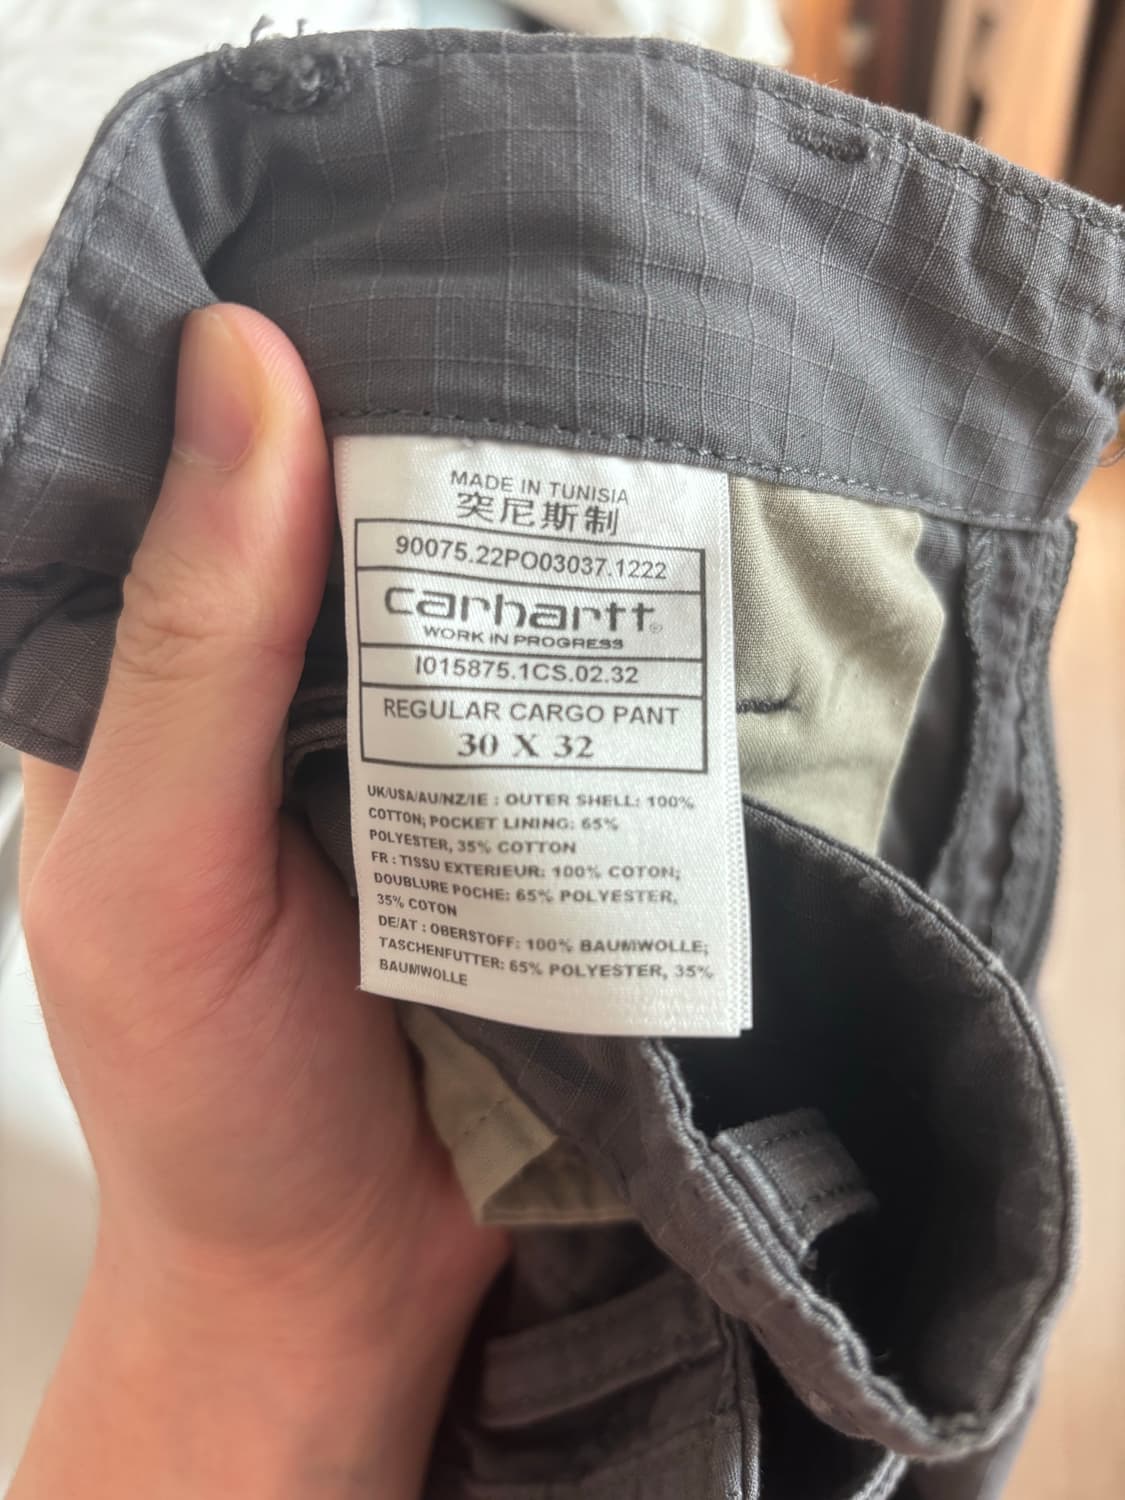 MADE IN TUNISIA
突尼斯制
90075.22PO03037.1222
carhartt®
WORK IN PROGRESS
I015875.1CS.02.32
REGULAR CARGO PANT
30 X 32
UK/USA/AU/NZ/IE : OUTER SHELL: 100%
COTTON; POCKET LINING: 65%
POLYESTER, 35% COTTON
FR : TISSU EXTERIEUR: 100% COTON;
DOUBLURE POCHE: 65% POLYESTER,
35% COTON
DE/AT : OBERSTOFF: 100% BAUMWOLLE;
TASCHENFUTTER: 65% POLYESTER, 35%
BAUMWOLLE